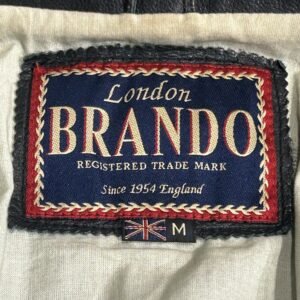 London
BRANDO
REGISTERED TRADE MARK
Since 1954 England
M